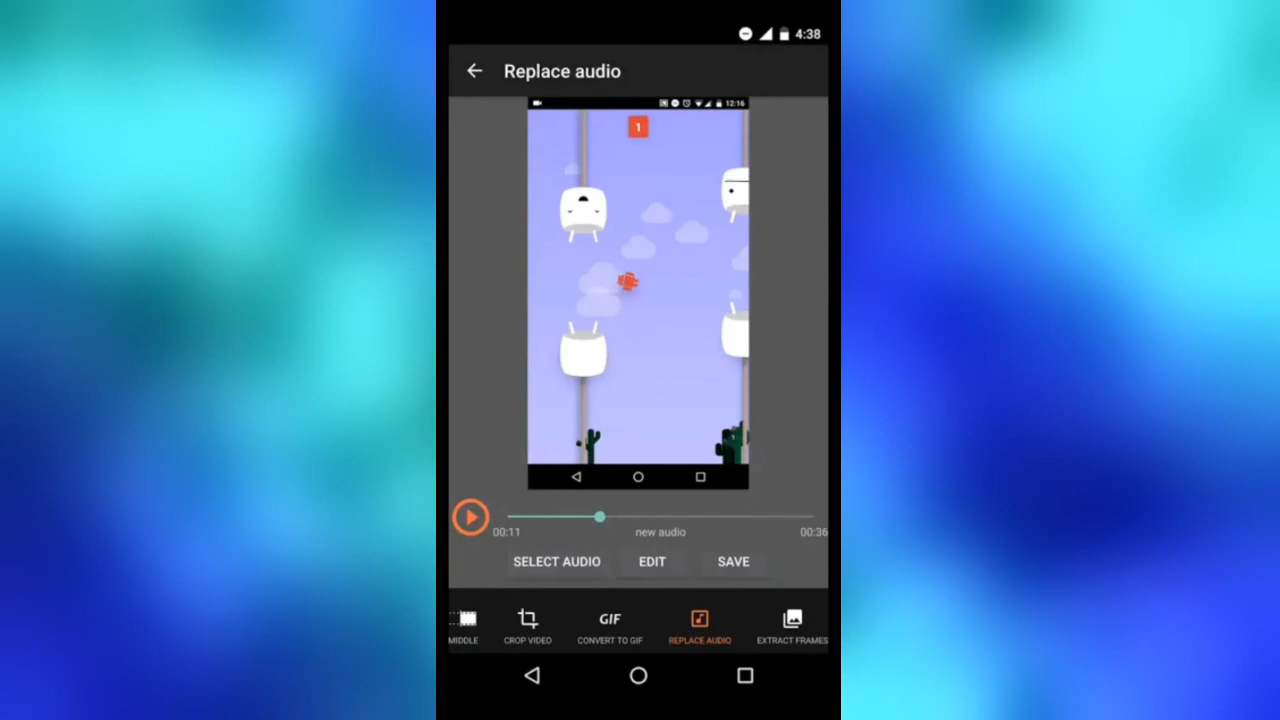 4:38
Replace audio
12:16
1
00:11 new audio 00:36
SELECT AUDIO EDIT SAVE
GIF
MIDDLE CROP VIDEO CONVERT TO GIF REPLACE AUDIO EXTRACT FRAMES